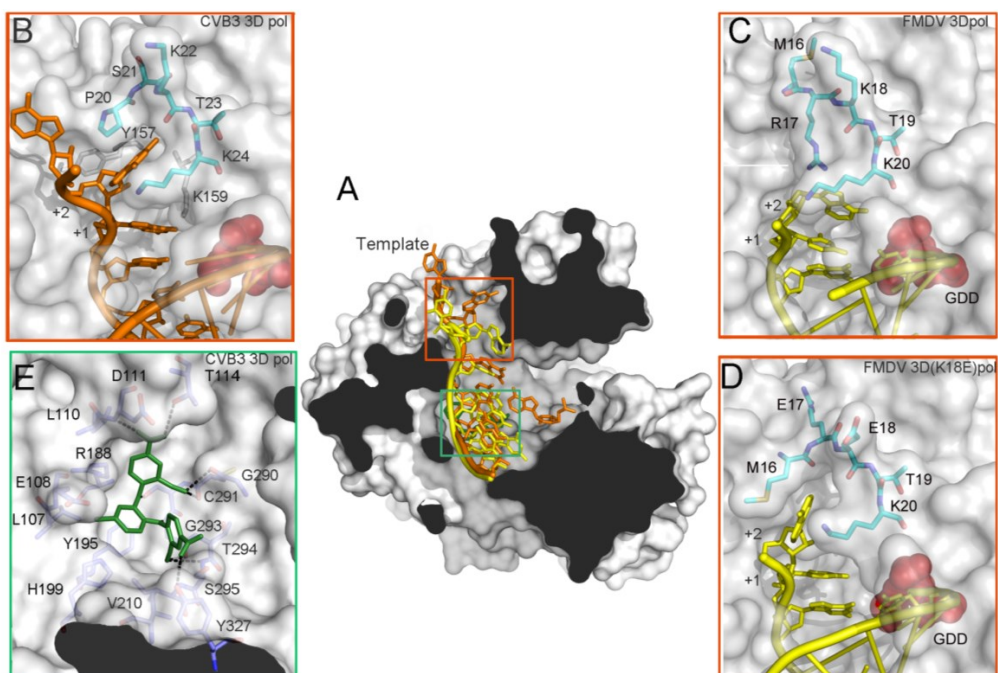 B
CVB3 3D pol
K22
S21
P20
T23
Y157
K24
K159
+2
+1
A
Template
C
FMDV 3Dpol
M16
K18
R17
T19
K20
+2
+1
GDD
E
CVB3 3D pol
D111
T114
L110
R188
G290
E108
C291
L107
G293
Y195
T294
H199
S295
V210
Y327
D
FMDV 3D(K18E)pol
E17
E18
M16
T19
K20
+2
+1
GDD